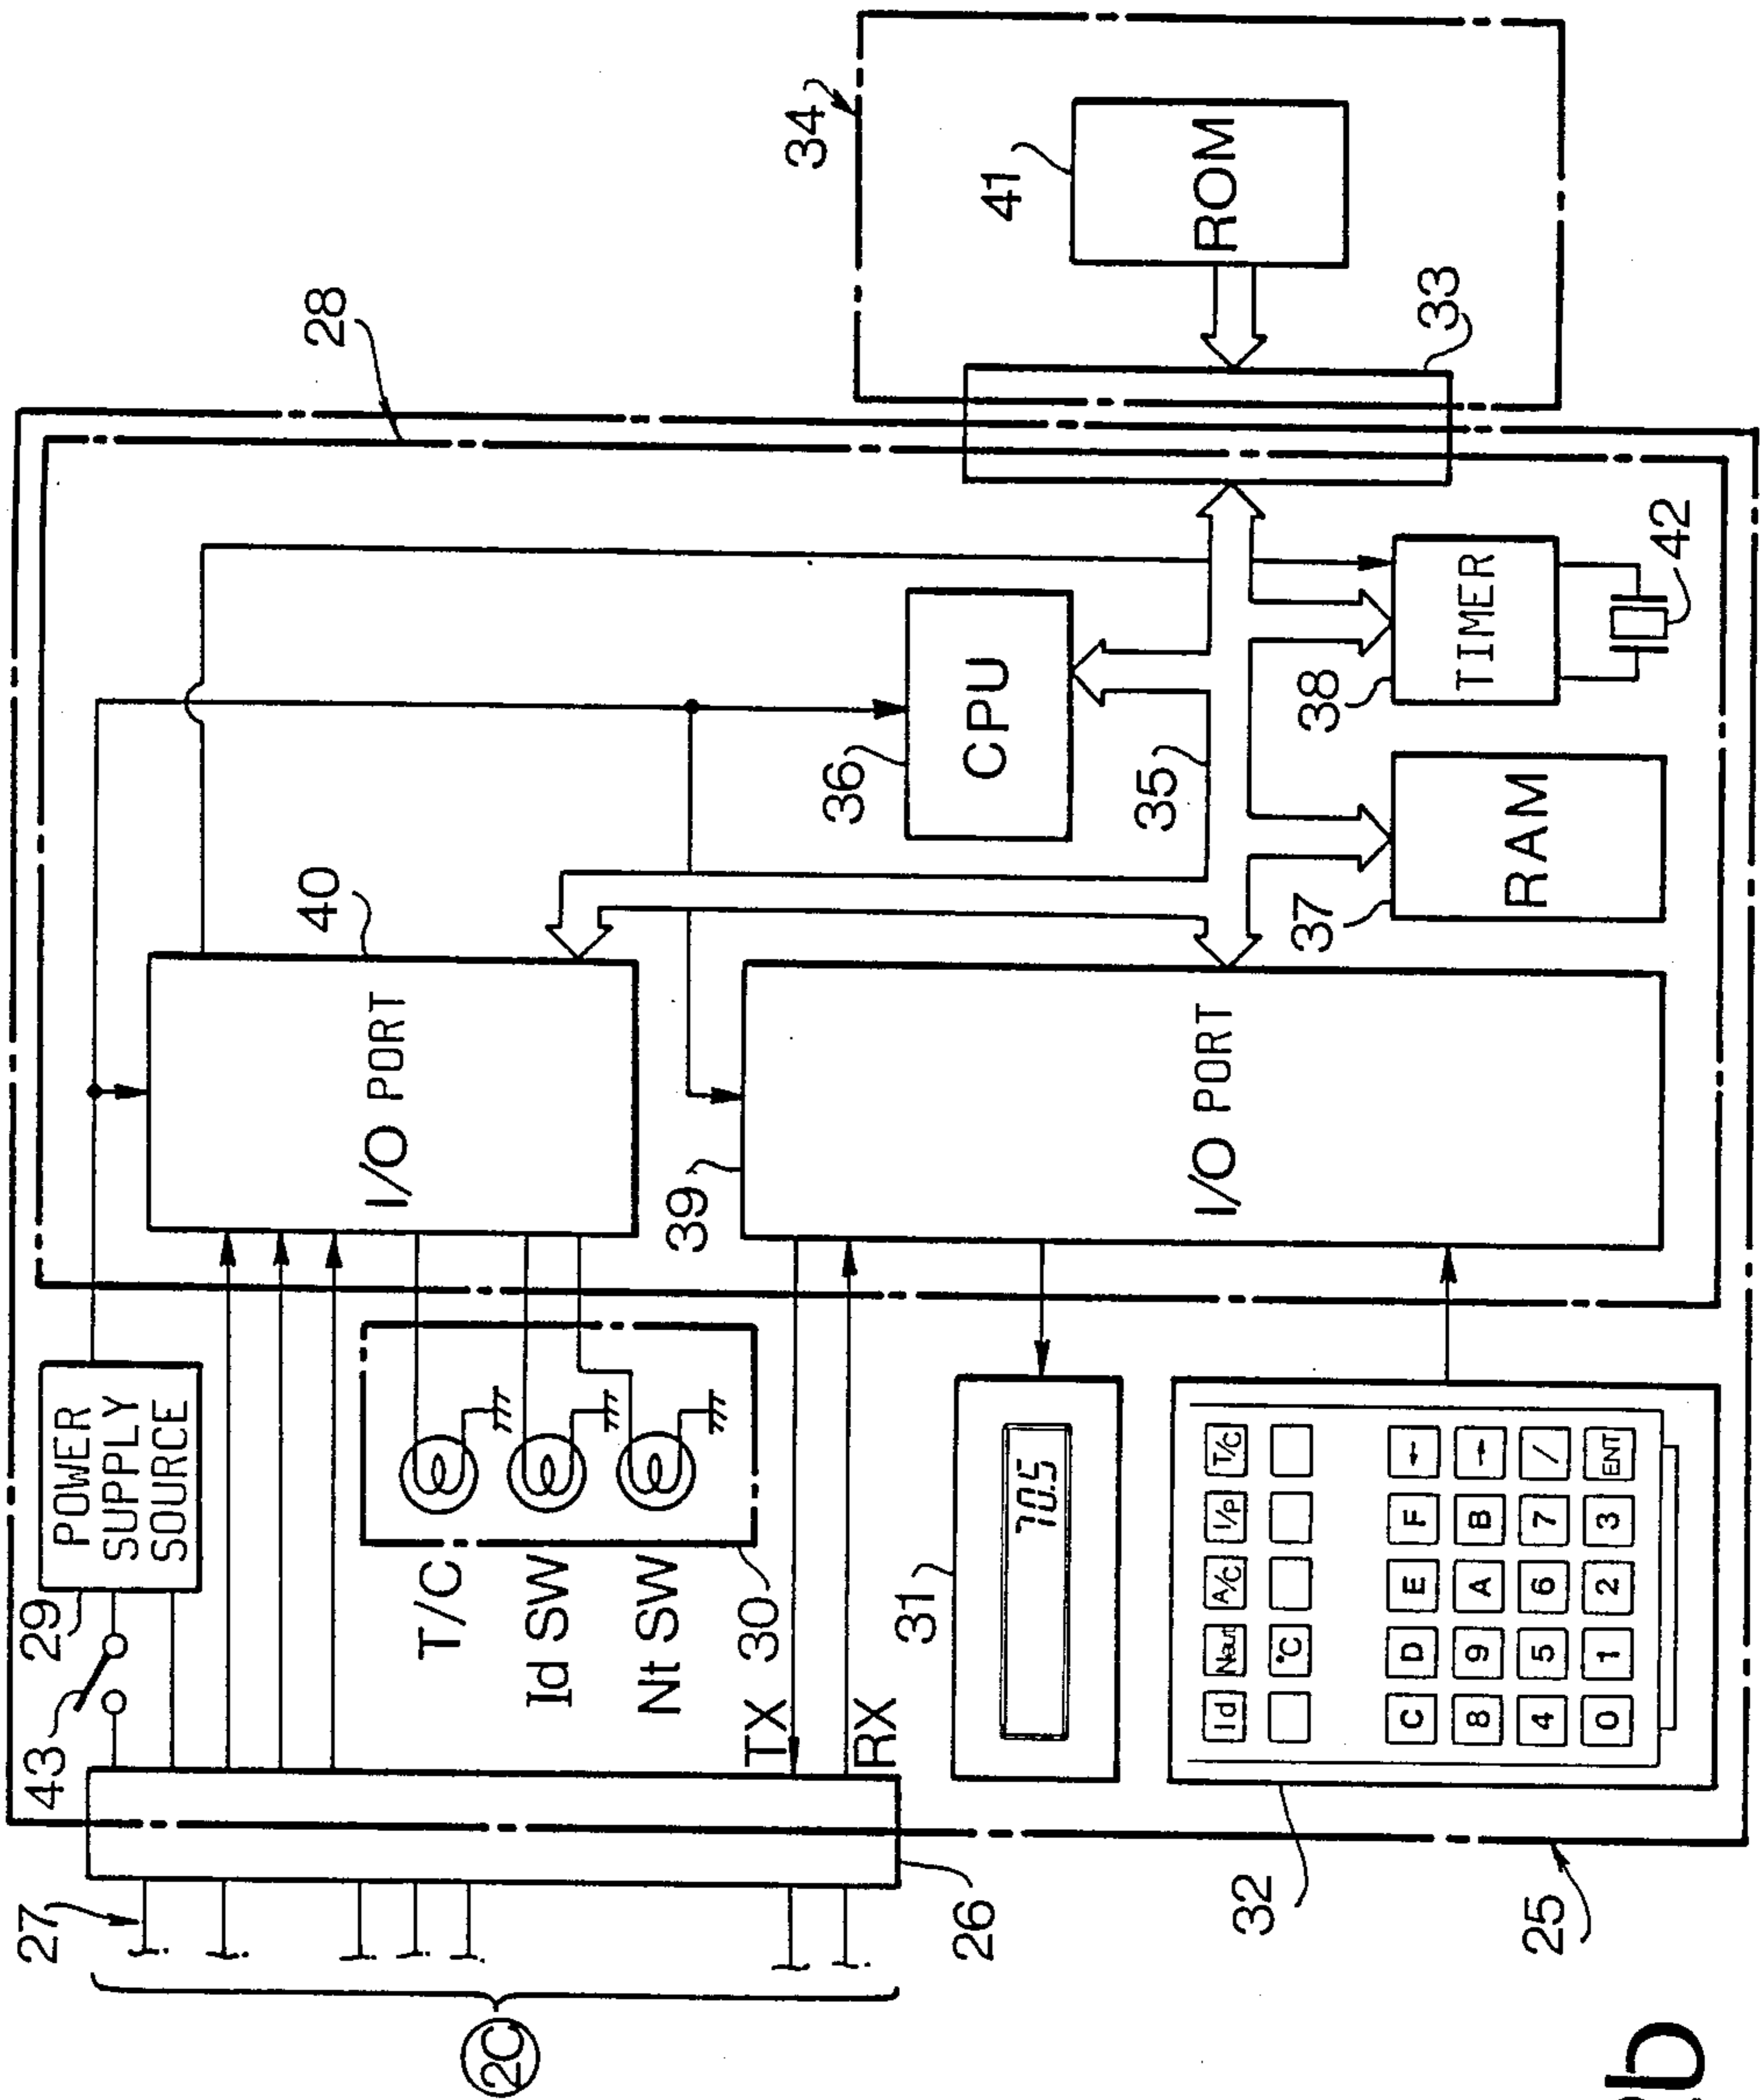 27
43
29
POWER
SUPPLY
SOURCE
28
40
I/O PORT
2C
T/C
Id SW
Nt SW
30
TX
RX
26
39
I/O PORT
36
CPU
34
41
ROM
33
31
70.5
35
37
RAM
38
TIMER
42
32
Id Neut A/C I/P T/C
°C
C D E F ←
8 9 A B →
4 5 6 7 /
0 1 2 3 ENT
25
b